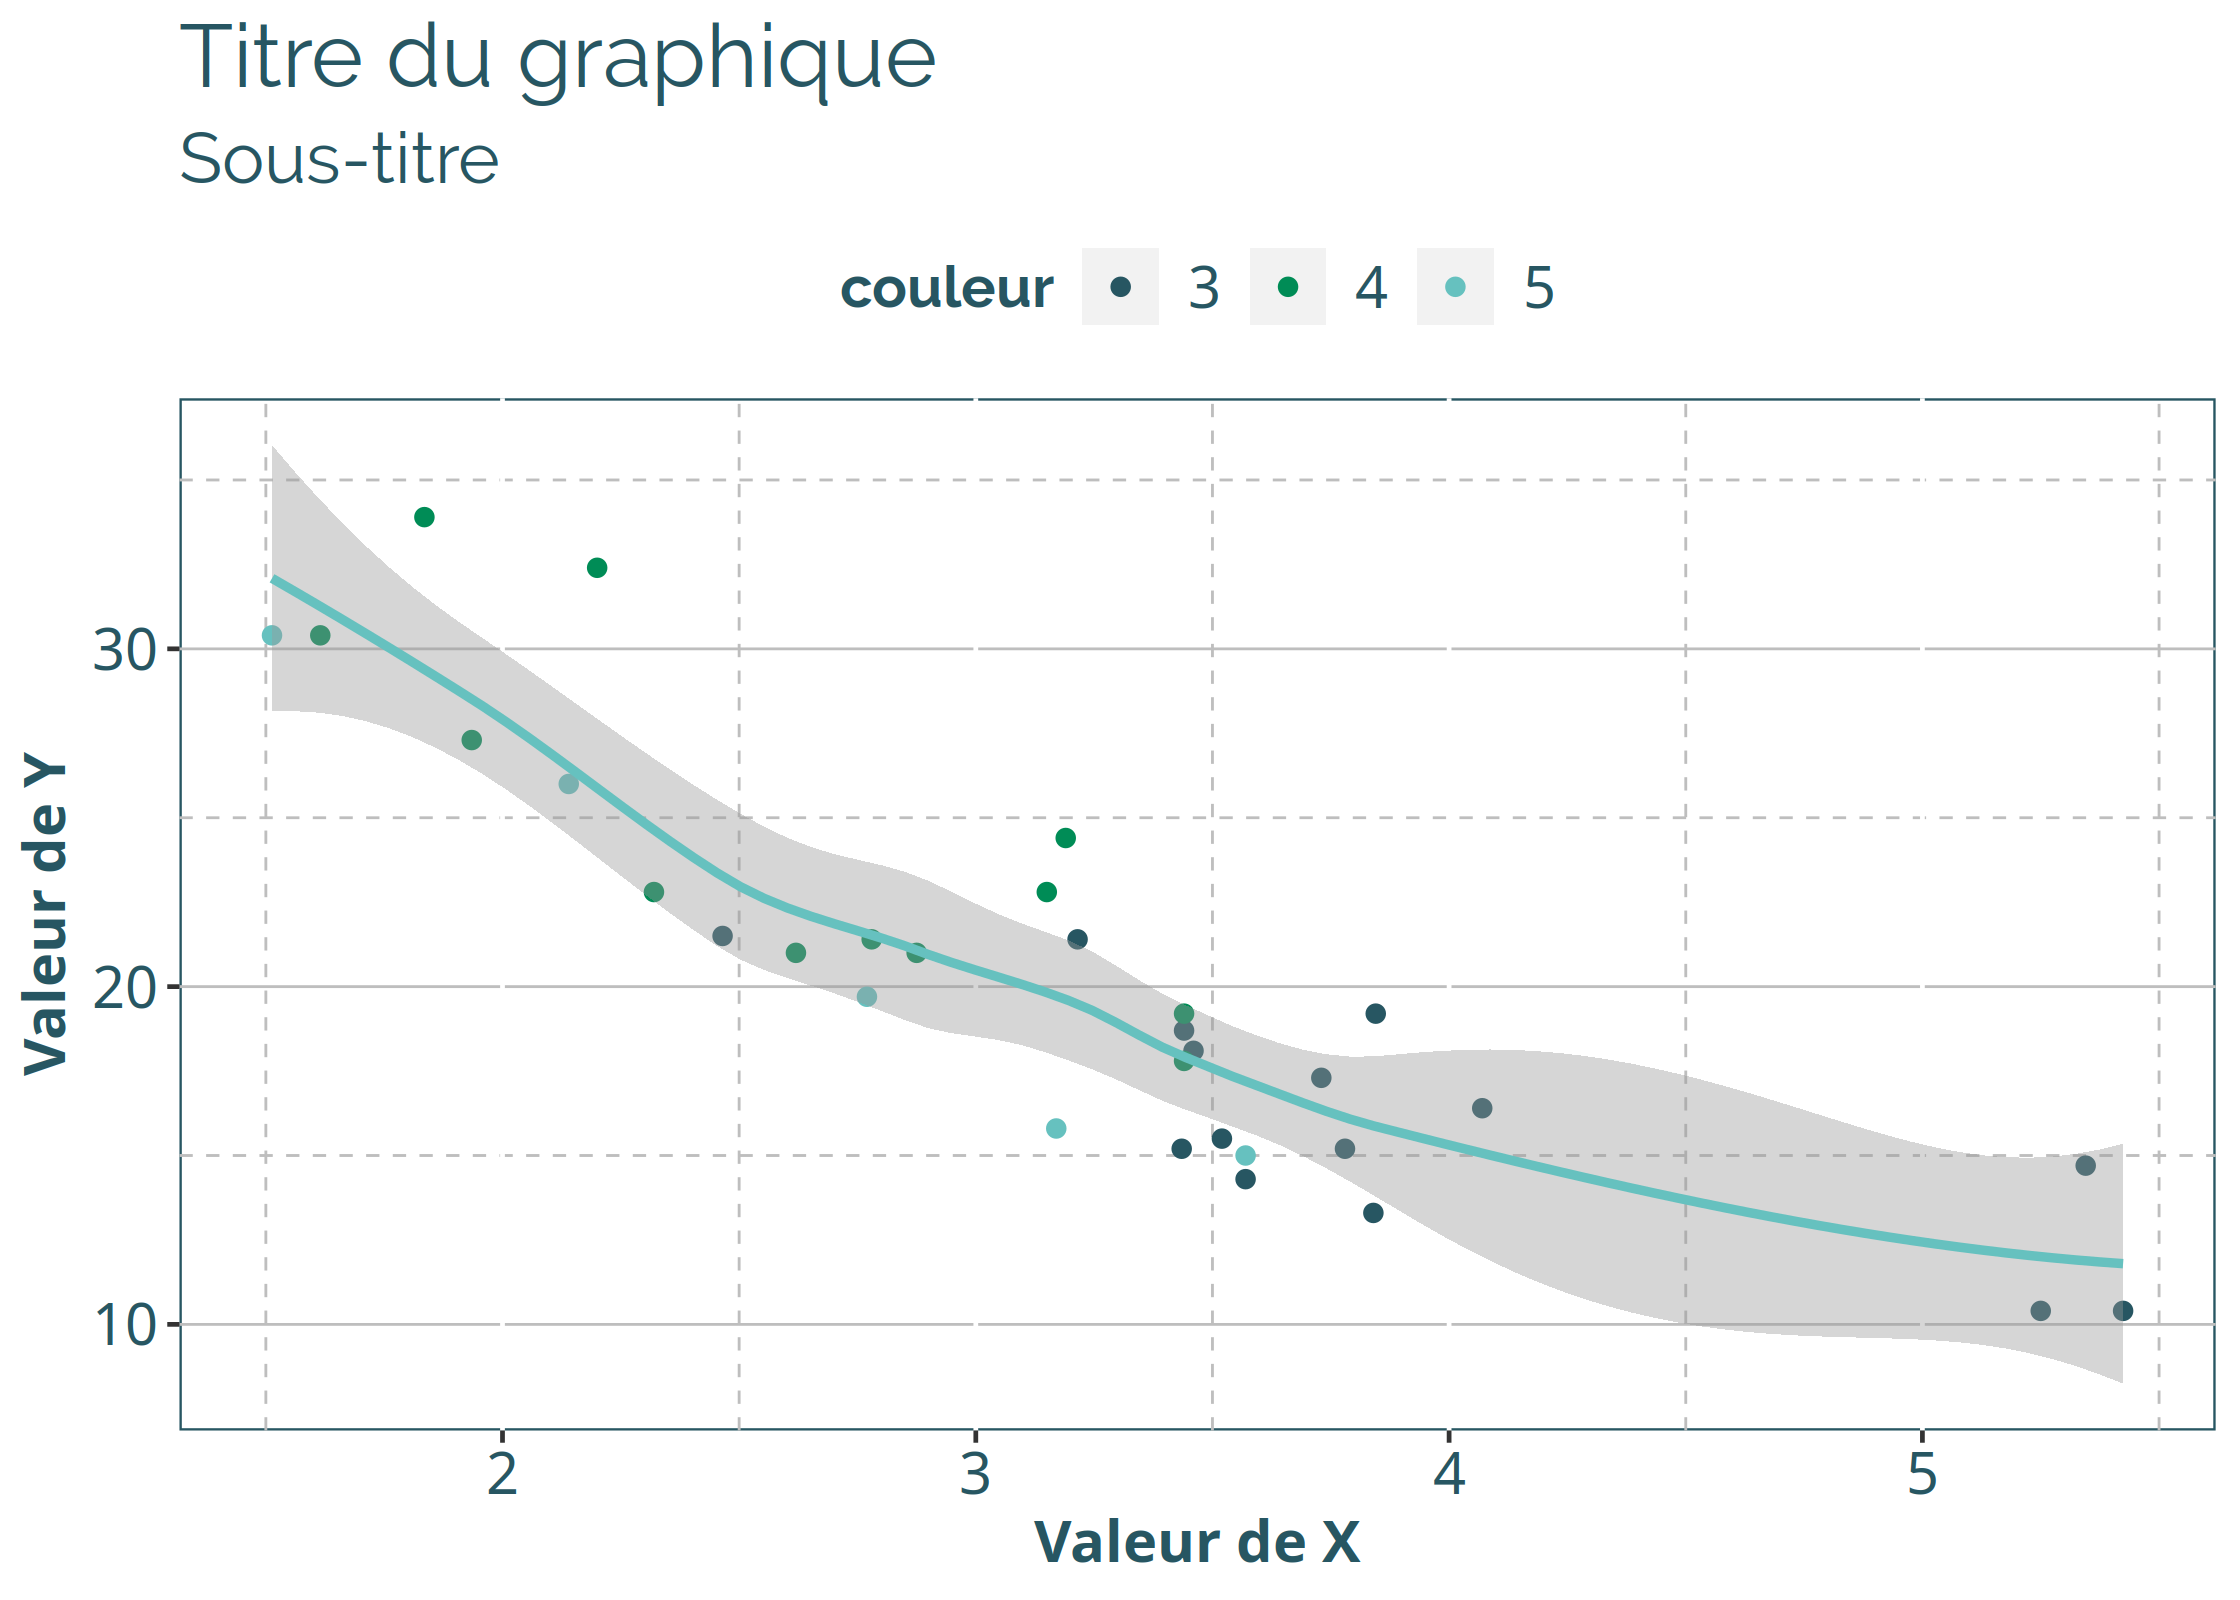 Titre du graphique
Sous-titre
couleur 3 4 5
Valeur de Y
30
20
10
2 3 4 5
Valeur de X